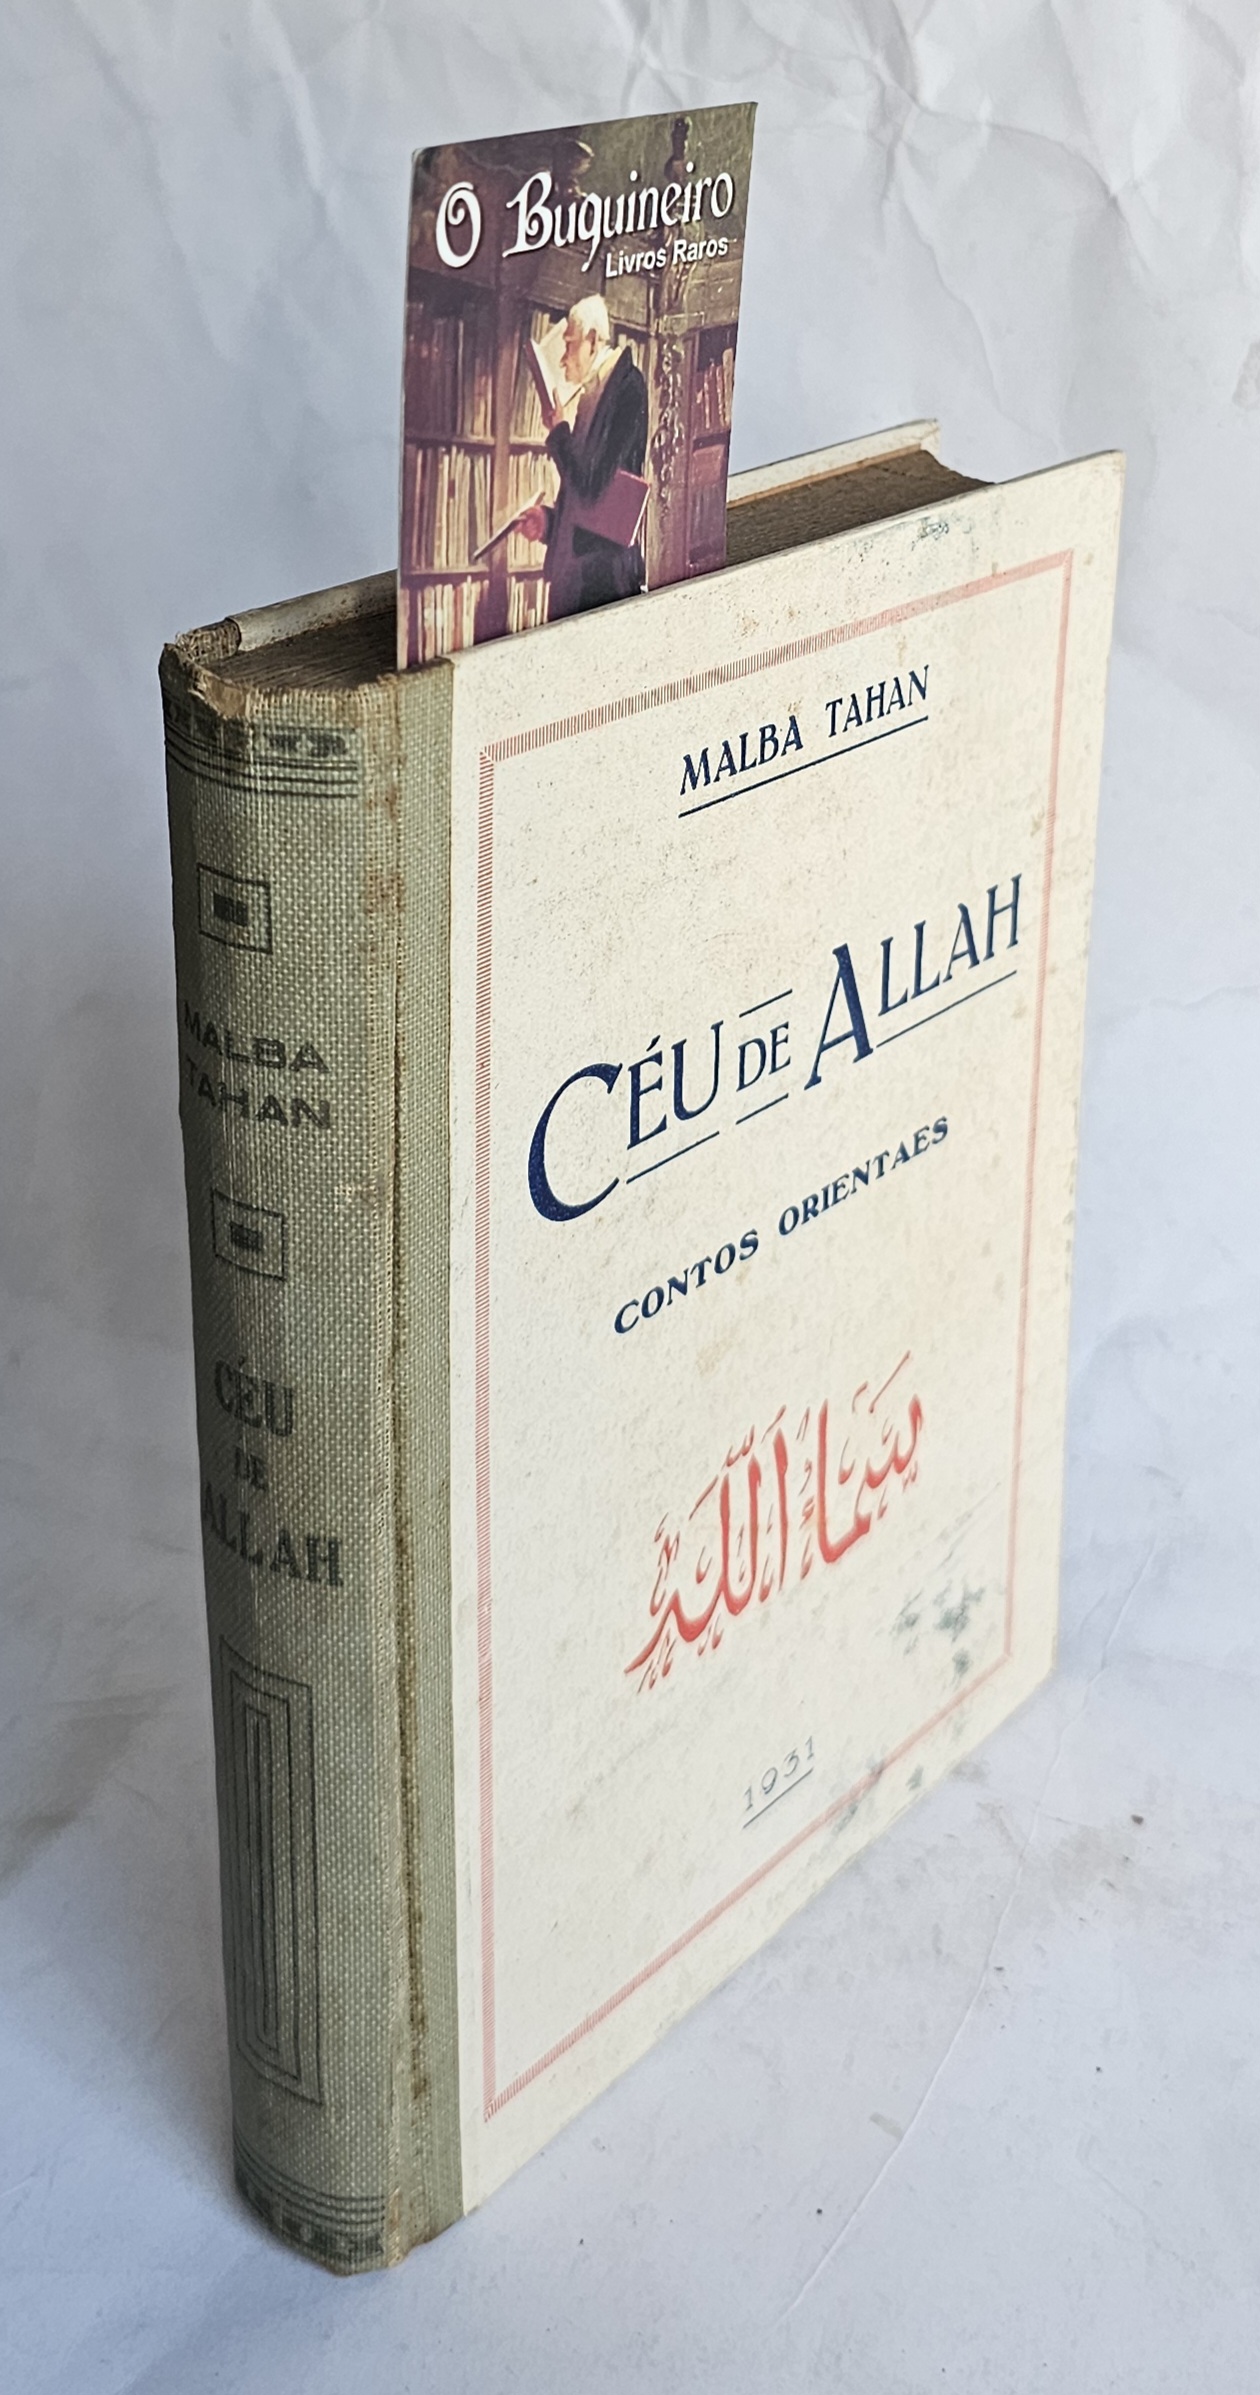 O Buquineiro
Livros Raros
MALBA TAHAN
CÉU DE ALLAH
CONTOS ORIENTAES
سماء الله
1931
MALBA
TAHAN
CÉU
DE
ALLAH